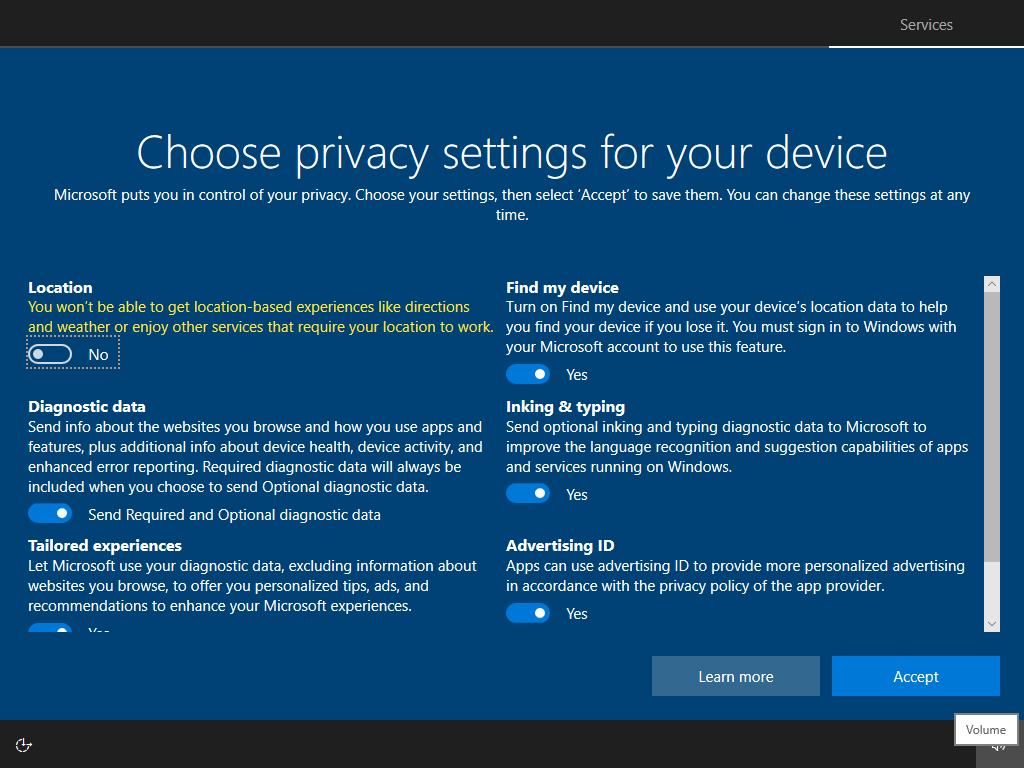 Services
Choose privacy settings for your device
Microsoft puts you in control of your privacy. Choose your settings, then select ‘Accept’ to save them. You can change these settings at any
time.
Location
You won’t be able to get location-based experiences like directions
and weather or enjoy other services that require your location to work.
No
Find my device
Turn on Find my device and use your device’s location data to help
you find your device if you lose it. You must sign in to Windows with
your Microsoft account to use this feature.
Yes
Diagnostic data
Send info about the websites you browse and how you use apps and
features, plus additional info about device health, device activity, and
enhanced error reporting. Required diagnostic data will always be
included when you choose to send Optional diagnostic data.
Send Required and Optional diagnostic data
Inking & typing
Send optional inking and typing diagnostic data to Microsoft to
improve the language recognition and suggestion capabilities of apps
and services running on Windows.
Yes
Tailored experiences
Let Microsoft use your diagnostic data, excluding information about
websites you browse, to offer you personalized tips, ads, and
recommendations to enhance your Microsoft experiences.
Yes
Advertising ID
Apps can use advertising ID to provide more personalized advertising
in accordance with the privacy policy of the app provider.
Yes
Learn more
Accept
Volume